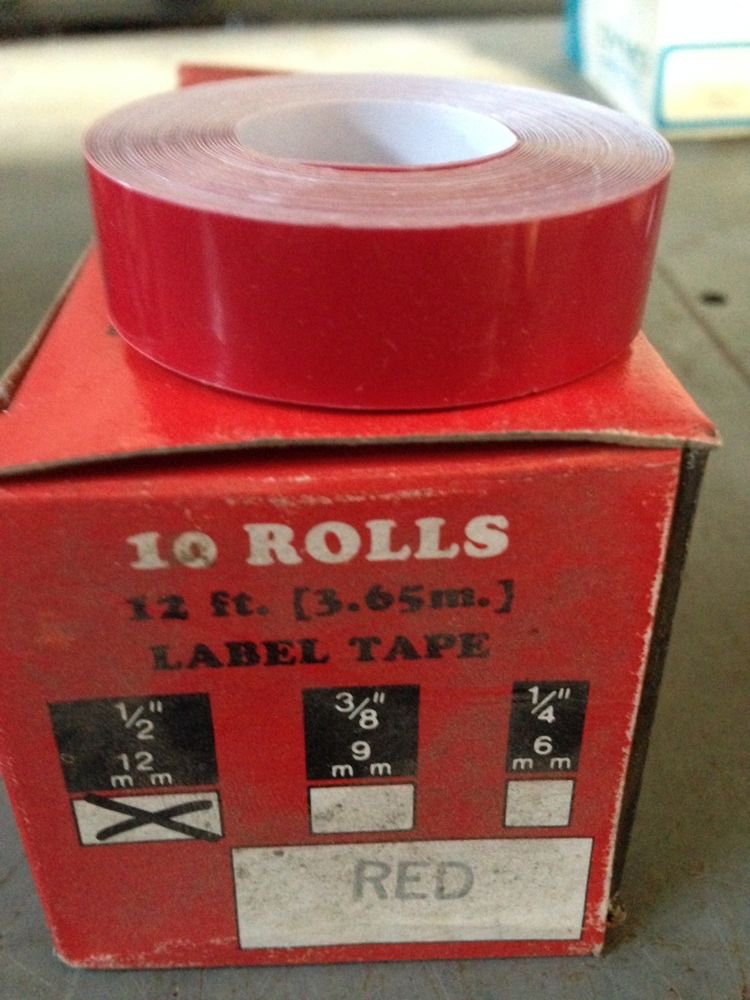 10 ROLLS
12 ft. [3.65m.]
LABEL TAPE
1/2" 3/8" 1/4"
12 mm 9 mm 6 mm
RED